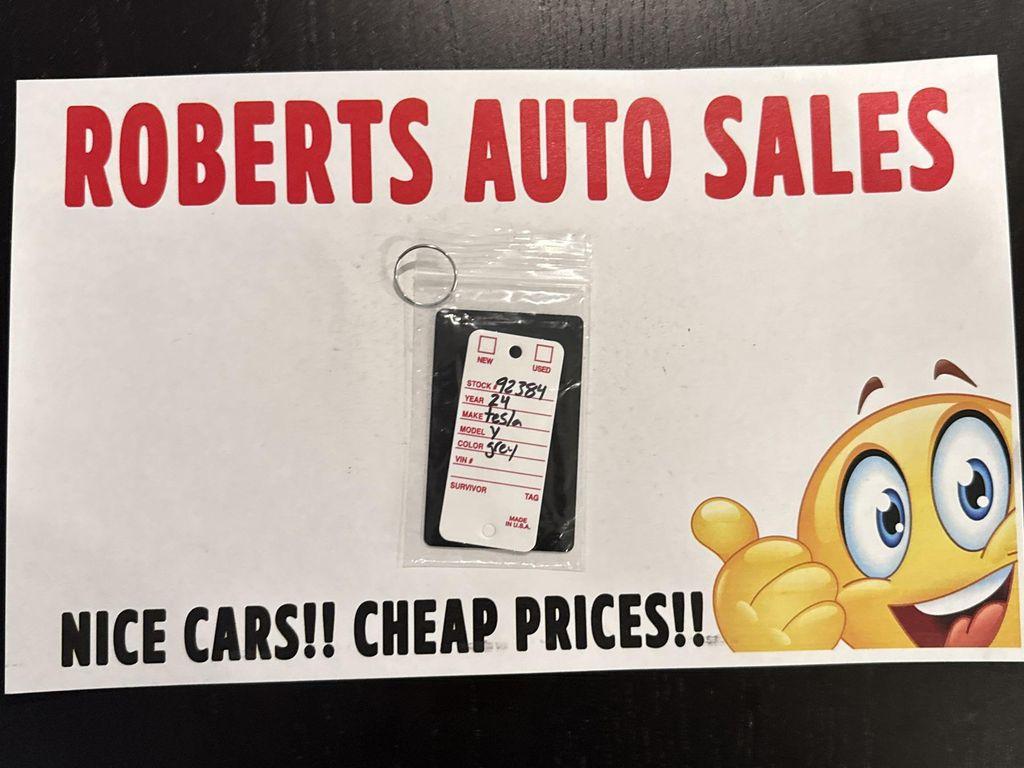 ROBERTS AUTO SALES
NEW USED
STOCK # 92384
YEAR 24
MAKE tesla
MODEL Y
COLOR grey
VIN #
SURVIVOR TAG
MADE
IN U.S.A.
NICE CARS!! CHEAP PRICES!!